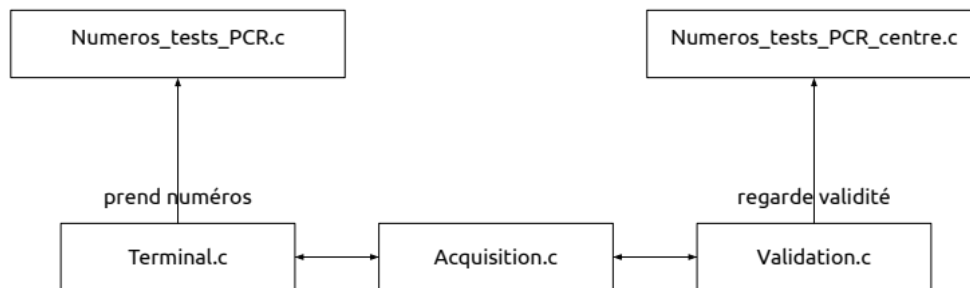 Numeros_tests_PCR.c
Numeros_tests_PCR_centre.c
prend numéros
regarde validité
Terminal.c
Acquisition.c
Validation.c